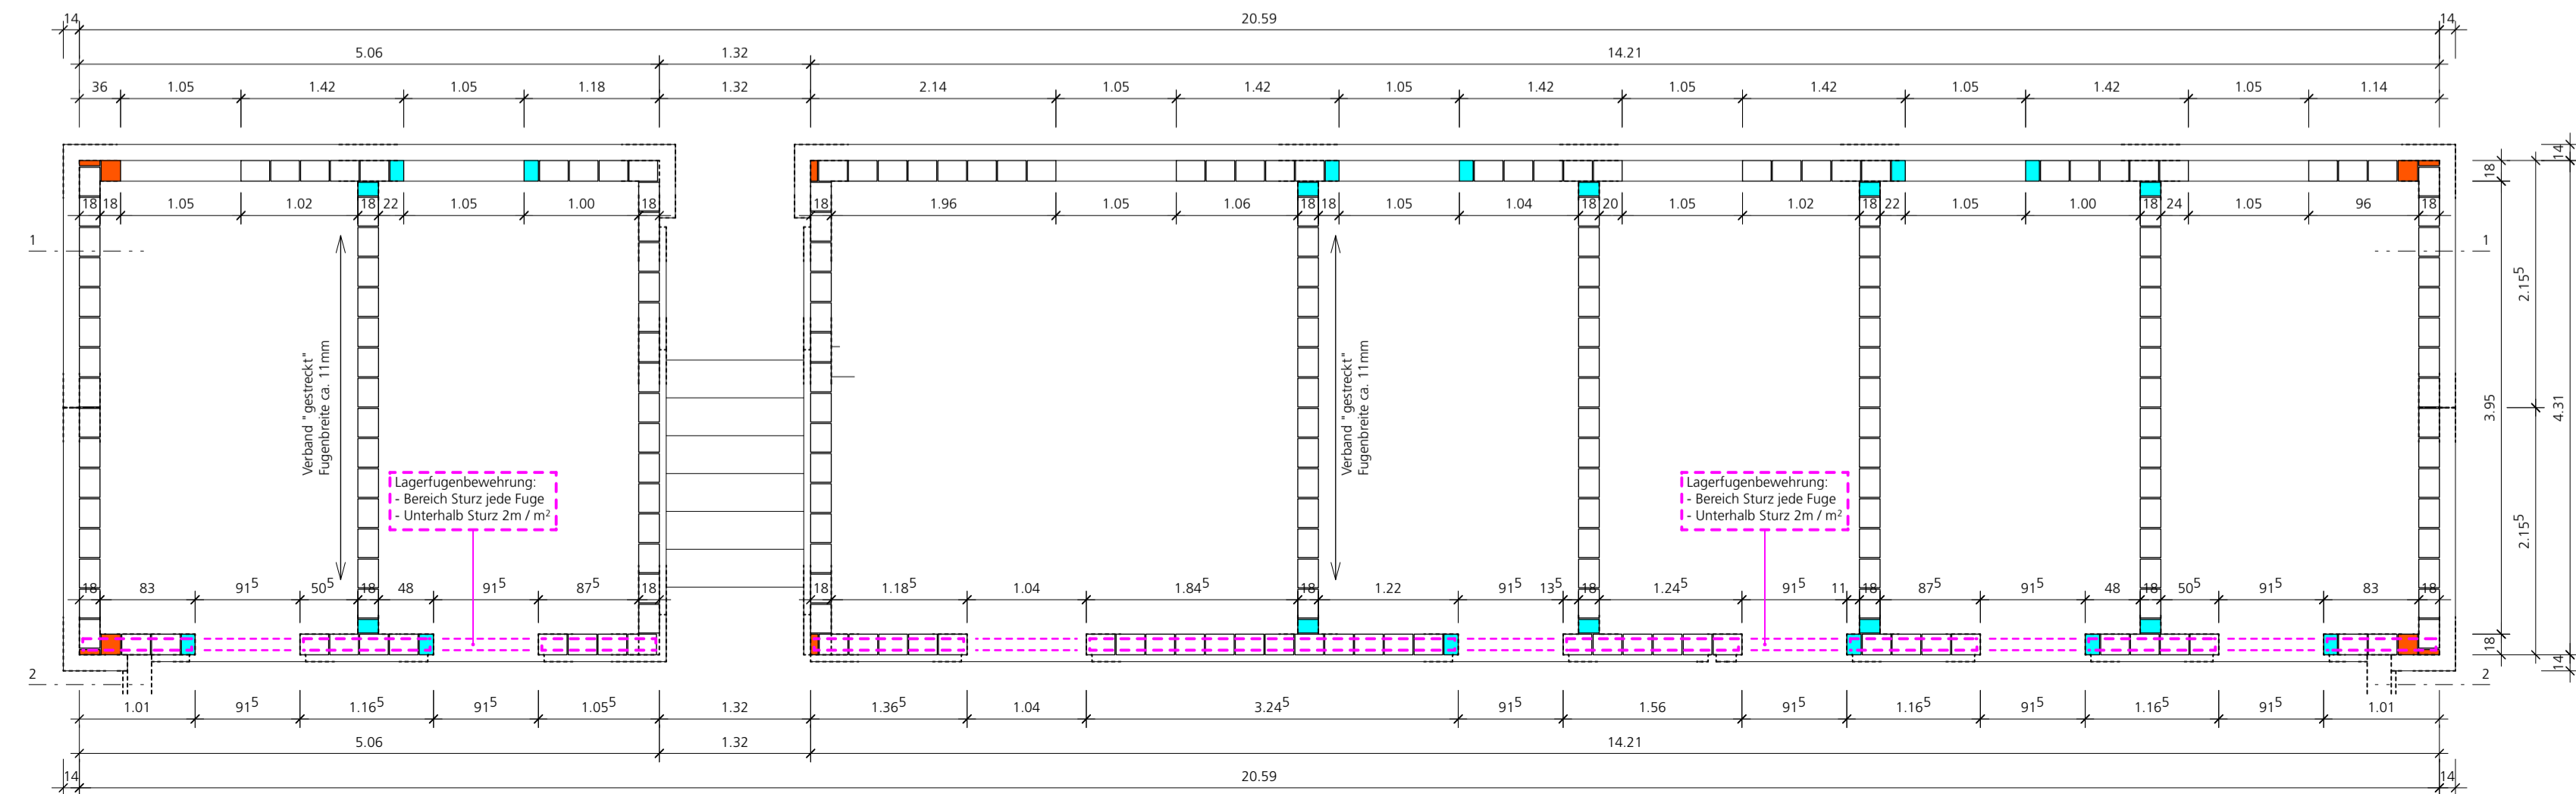 14 20.59 14
5.06 1.32 14.21
36 1.05 1.42 1.05 1.18 1.32 2.14 1.05 1.42 1.05 1.42 1.05 1.42 1.05 1.42 1.05 1.14
14
18
18 18 1.05 1.02 18 22 1.05 1.00 18 18 1.96 1.05 1.06 18 18 1.05 1.04 18 20 1.05 1.02 18 22 1.05 1.00 18 24 1.05 96 18
1 1
2.15⁵
Verband "gestreckt"
Fugenbreite ca. 11mm
Verband "gestreckt"
Fugenbreite ca. 11mm
3.95
4.31
Lagerfugenbewehrung:
- Bereich Sturz jede Fuge
- Unterhalb Sturz 2m / m²
Lagerfugenbewehrung:
- Bereich Sturz jede Fuge
- Unterhalb Sturz 2m / m²
2.15⁵
18 83 91⁵ 50⁵ 18 48 91⁵ 87⁵ 18 18 1.18⁵ 1.04 1.84⁵ 18 1.22 91⁵ 13⁵ 18 1.24⁵ 91⁵ 11 18 87⁵ 91⁵ 48 18 50⁵ 91⁵ 83 18
18
14
2 2
1.01 91⁵ 1.16⁵ 91⁵ 1.05⁵ 1.32 1.36⁵ 1.04 3.24⁵ 91⁵ 1.56 91⁵ 1.16⁵ 91⁵ 1.16⁵ 91⁵ 1.01
5.06 1.32 14.21
14 20.59 14